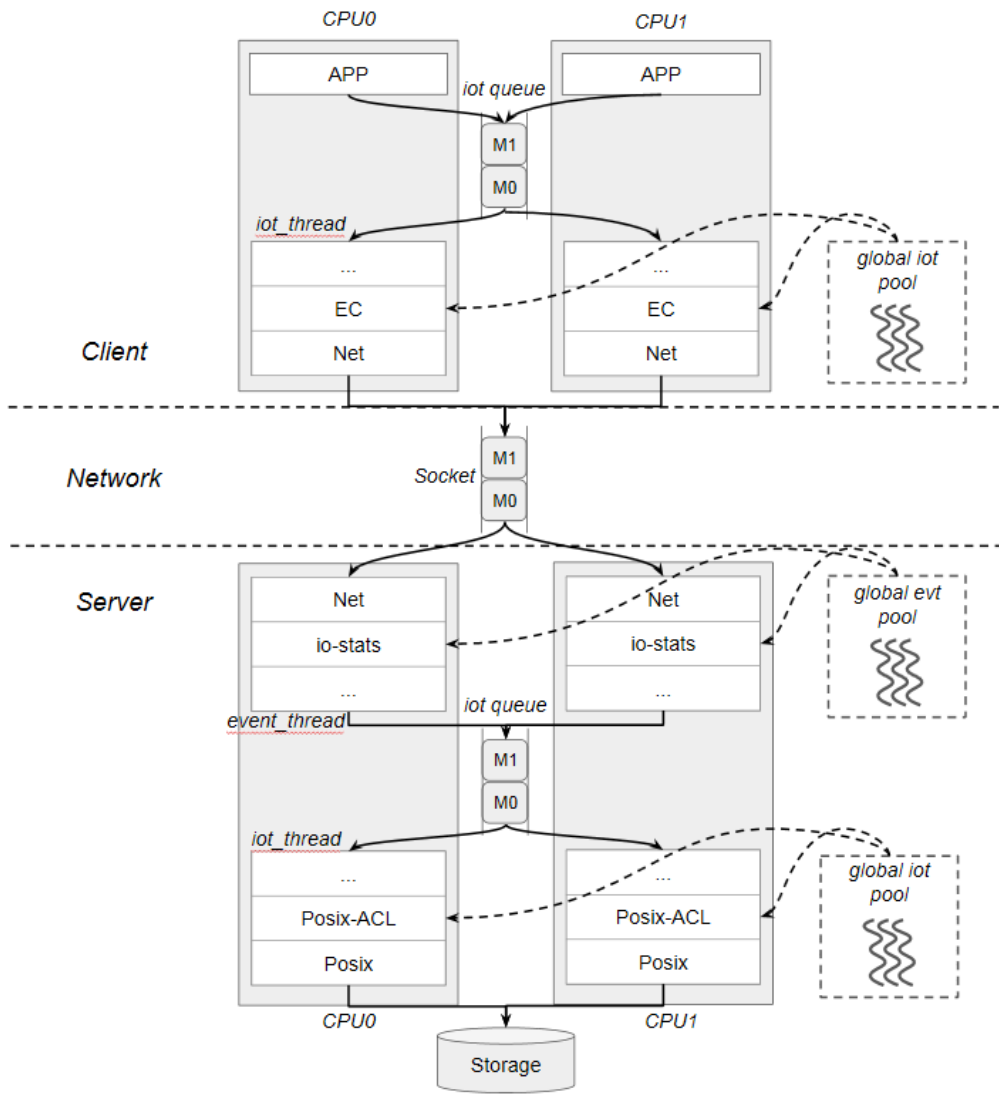 CPU0
CPU1
APP
APP
iot queue
M1
M0
iot_thread
...
...
global iot
pool
EC
EC
Net
Net
Client
Network
Socket
M1
M0
Server
Net
Net
global evt
pool
io-stats
io-stats
...
...
event_thread
iot queue
M1
M0
iot_thread
...
...
global iot
pool
Posix-ACL
Posix-ACL
Posix
Posix
CPU0
CPU1
Storage